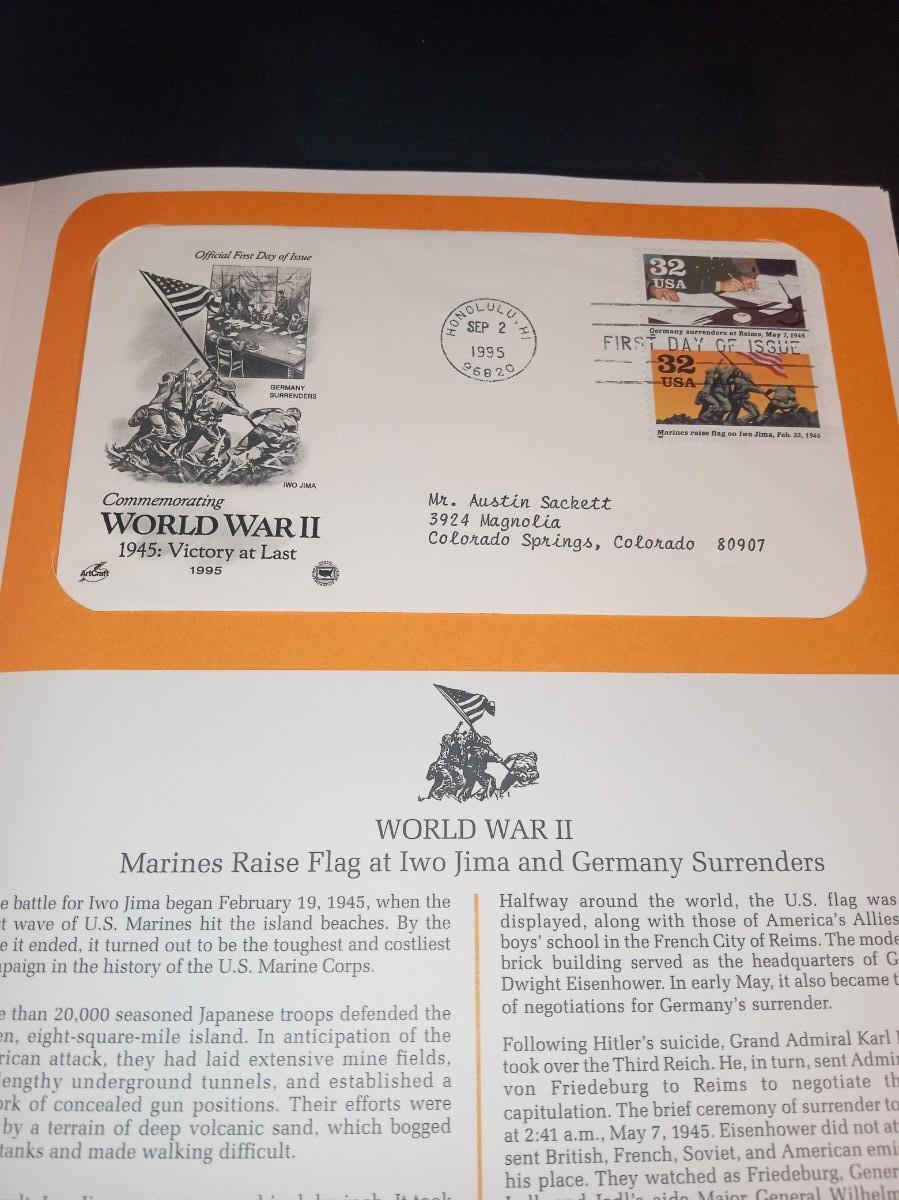 Official First Day of Issue
GERMANY
SURRENDERS
IWO JIMA
Commemorating
WORLD WAR II
1945: Victory at Last
1995
ArtCraft
HONOLULU, HI
SEP 2
1995
96820
32
USA
Germany surrenders at Reims, May 7, 1945
FIRST DAY OF ISSUE
32
USA
Marines raise flag on Iwo Jima, Feb. 23, 1945
Mr. Austin Sackett
3924 Magnolia
Colorado Springs, Colorado 80907
WORLD WAR II
Marines Raise Flag at Iwo Jima and Germany Surrenders
e battle for Iwo Jima began February 19, 1945, when the
t wave of U.S. Marines hit the island beaches. By the
e it ended, it turned out to be the toughest and costliest
paign in the history of the U.S. Marine Corps.
e than 20,000 seasoned Japanese troops defended the
en, eight-square-mile island. In anticipation of the
rican attack, they had laid extensive mine fields,
engthy underground tunnels, and established a
ork of concealed gun positions. Their efforts were
by a terrain of deep volcanic sand, which bogged
tanks and made walking difficult.
Halfway around the world, the U.S. flag was
displayed, along with those of America's Allies
boys' school in the French City of Reims. The mode
brick building served as the headquarters of G
Dwight Eisenhower. In early May, it also became t
of negotiations for Germany's surrender.
Following Hitler's suicide, Grand Admiral Karl
took over the Third Reich. He, in turn, sent Admi
von Friedeburg to Reims to negotiate th
capitulation. The brief ceremony of surrender to
at 2:41 a.m., May 7, 1945. Eisenhower did not at
sent British, French, Soviet, and American emi
his place. They watched as Friedeburg, Gener
and Jodl's aide Major General Wilhelm